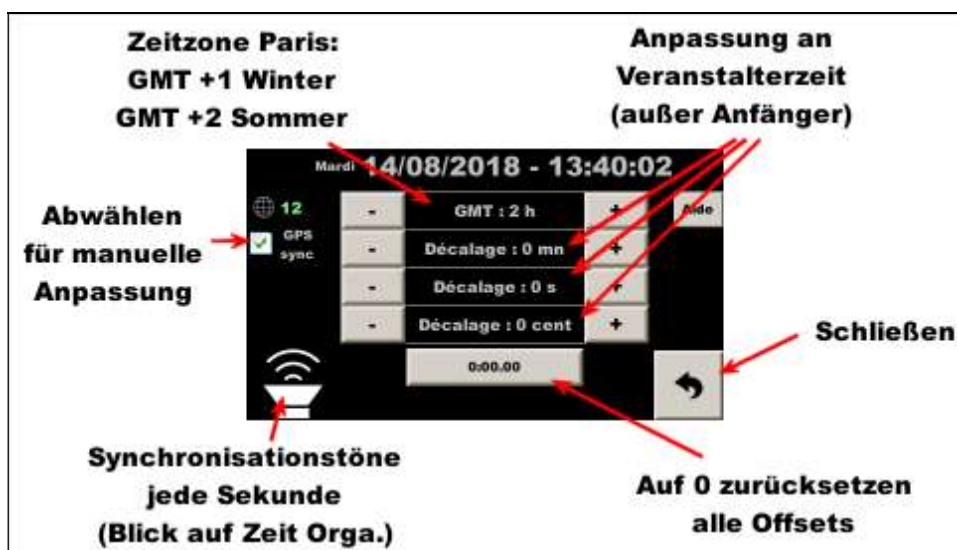 Zeitzone Paris:
GMT +1 Winter
GMT +2 Sommer
Anpassung an
Veranstalterzeit
(außer Anfänger)
Mardi 14/08/2018 - 13:40:02
12
GPS
sync
- GMT : 2 h +
Aide
- Décalage : 0 mn +
- Décalage : 0 s +
- Décalage : 0 cent +
0:00.00
Abwählen
für manuelle
Anpassung
Schließen
Synchronisationstöne
jede Sekunde
(Blick auf Zeit Orga.)
Auf 0 zurücksetzen
alle Offsets